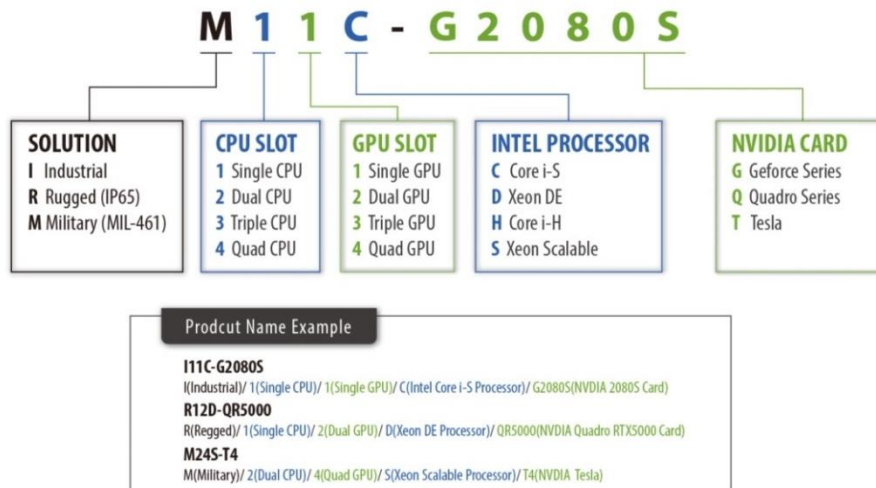 M 1 1 C - G 2 0 8 0 S
SOLUTION
I Industrial
R Rugged (IP65)
M Military (MIL-461)
CPU SLOT
1 Single CPU
2 Dual CPU
3 Triple CPU
4 Quad CPU
GPU SLOT
1 Single GPU
2 Dual GPU
3 Triple GPU
4 Quad GPU
INTEL PROCESSOR
C Core i-S
D Xeon DE
H Core i-H
S Xeon Scalable
NVIDIA CARD
G Geforce Series
Q Quadro Series
T Tesla
Prodcut Name Example
I11C-G2080S
I(Industrial)/ 1(Single CPU)/ 1(Single GPU)/ C(Intel Core i-S Processor)/ G2080S(NVIDIA 2080S Card)
R12D-QR5000
R(Regged)/ 1(Single CPU)/ 2(Dual GPU)/ D(Xeon DE Processor)/ QR5000(NVIDIA Quadro RTX5000 Card)
M24S-T4
M(Military)/ 2(Dual CPU)/ 4(Quad GPU)/ S(Xeon Scalable Processor)/ T4(NVIDIA Tesla)